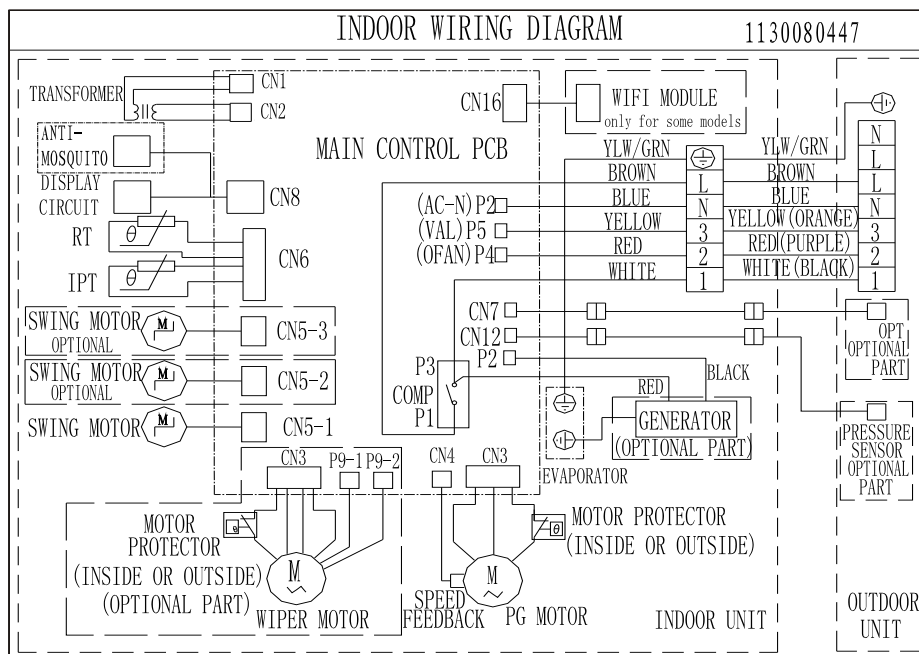 INDOOR WIRING DIAGRAM
1130080447
TRANSFORMER
CN1
CN2
CN16
WIFI MODULE
only for some models
ANTI-
MOSQUITO
MAIN CONTROL PCB
DISPLAY
CIRCUIT
CN8
RT
θ
IPT
θ
CN6
YLW/GRN
BROWN
BLUE
YELLOW
RED
WHITE
(AC-N)P2
(VAL)P5
(OFAN)P4
L
N
3
2
1
YLW/GRN
BROWN
BLUE
YELLOW(ORANGE)
RED(PURPLE)
WHITE(BLACK)
N
L
L
N
3
2
1
SWING MOTOR
OPTIONAL
M
CN5-3
SWING MOTOR
OPTIONAL
M
CN5-2
SWING MOTOR
M
CN5-1
CN7
CN12
P2
P3
COMP
P1
RED
BLACK
GENERATOR
(OPTIONAL PART)
EVAPORATOR
OPT
OPTIONAL
PART
PRESSURE
SENSOR
OPTIONAL
PART
CN3
P9-1
P9-2
CN4
CN3
MOTOR
PROTECTOR
(INSIDE OR OUTSIDE)
(OPTIONAL PART)
θ
M
WIPER MOTOR
MOTOR PROTECTOR
(INSIDE OR OUTSIDE)
θ
M
SPEED
FEEDBACK
PG MOTOR
INDOOR UNIT
OUTDOOR
UNIT